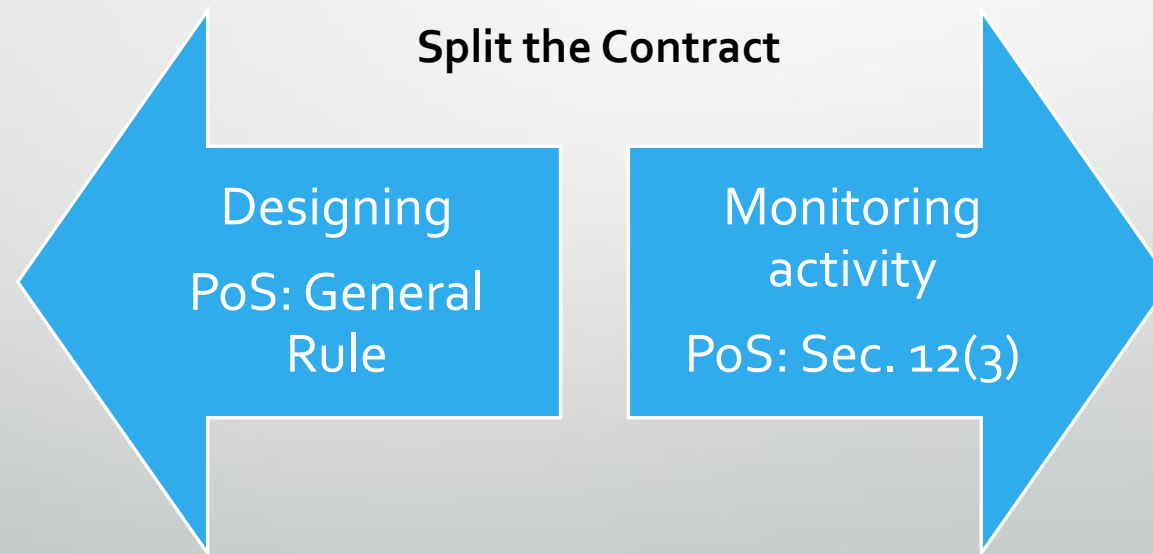 Split the Contract
Designing
PoS: General
Rule
Monitoring
activity
PoS: Sec. 12(3)